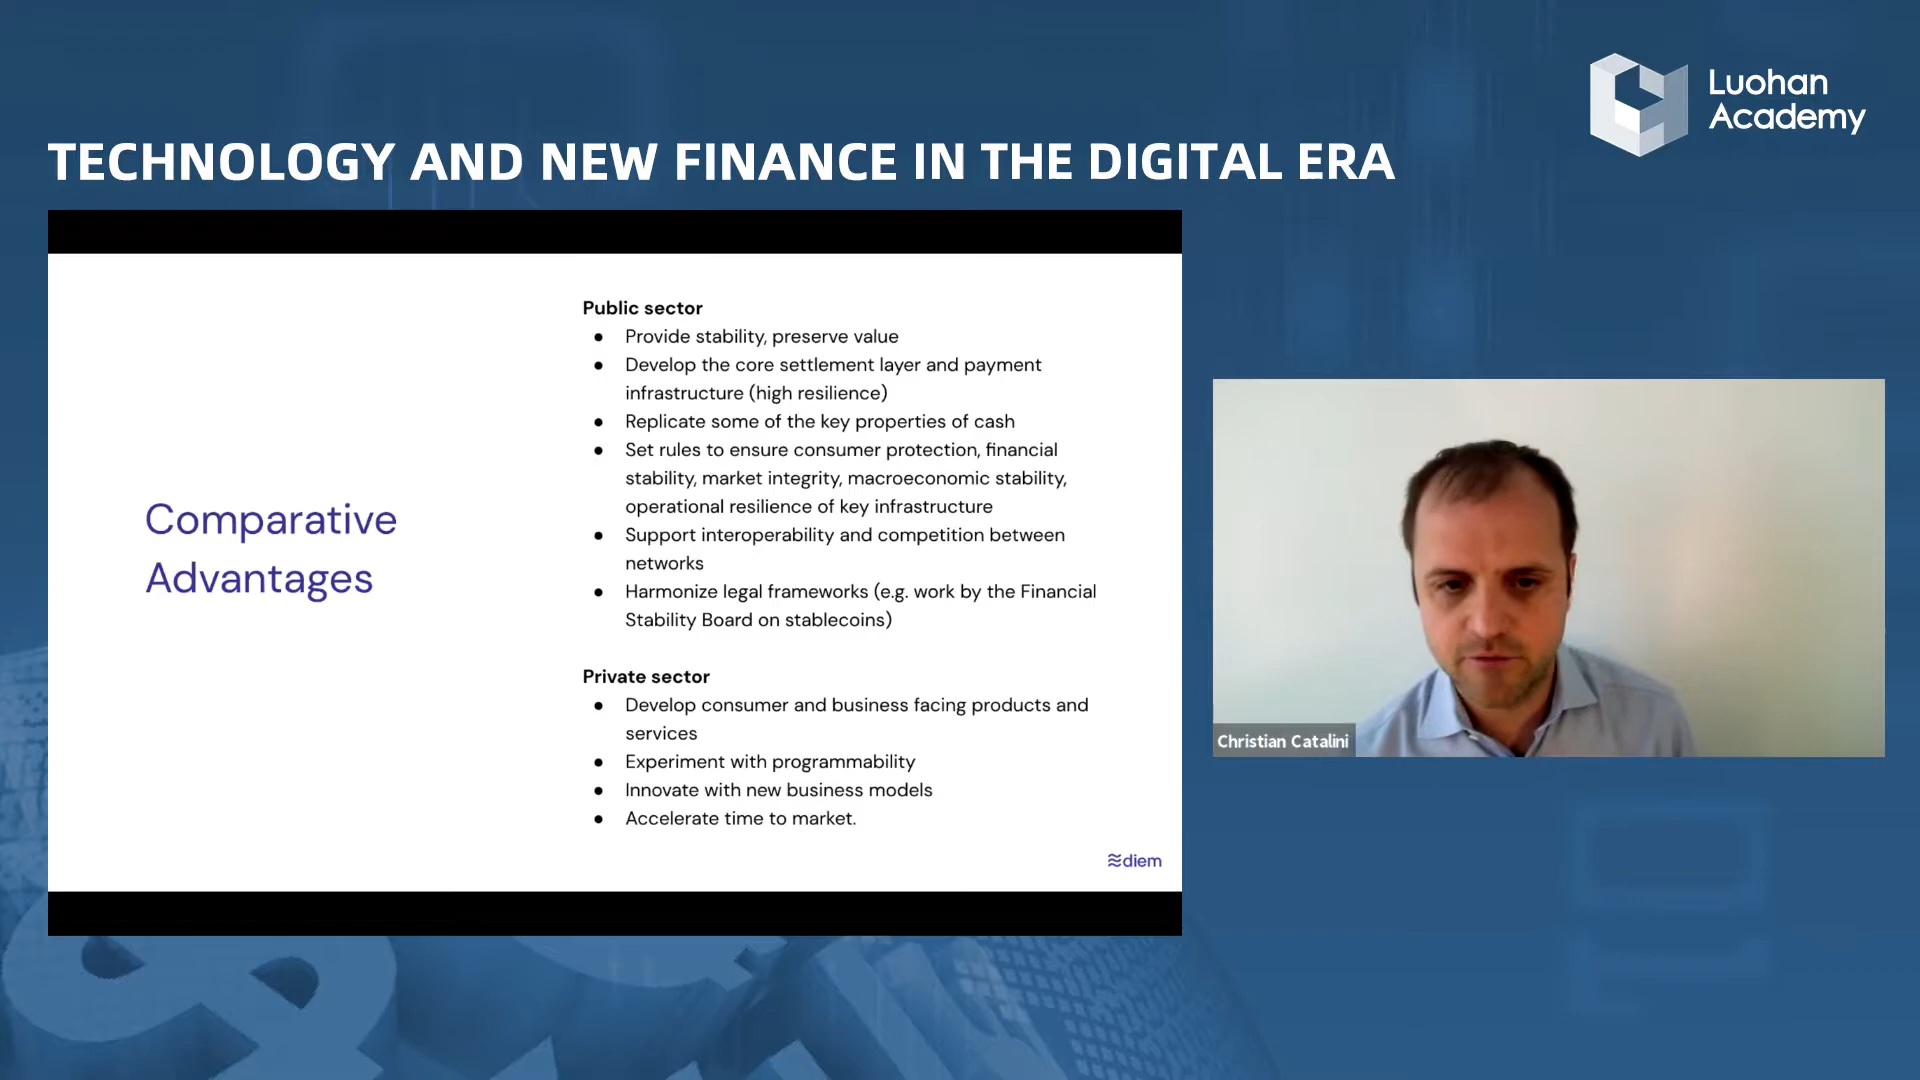 Luohan
Academy
TECHNOLOGY AND NEW FINANCE IN THE DIGITAL ERA
Comparative
Advantages
Public sector
● Provide stability, preserve value
● Develop the core settlement layer and payment
infrastructure (high resilience)
● Replicate some of the key properties of cash
● Set rules to ensure consumer protection, financial
stability, market integrity, macroeconomic stability,
operational resilience of key infrastructure
● Support interoperability and competition between
networks
● Harmonize legal frameworks (e.g. work by the Financial
Stability Board on stablecoins)
Private sector
● Develop consumer and business facing products and
services
● Experiment with programmability
● Innovate with new business models
● Accelerate time to market.
diem
Christian Catalini